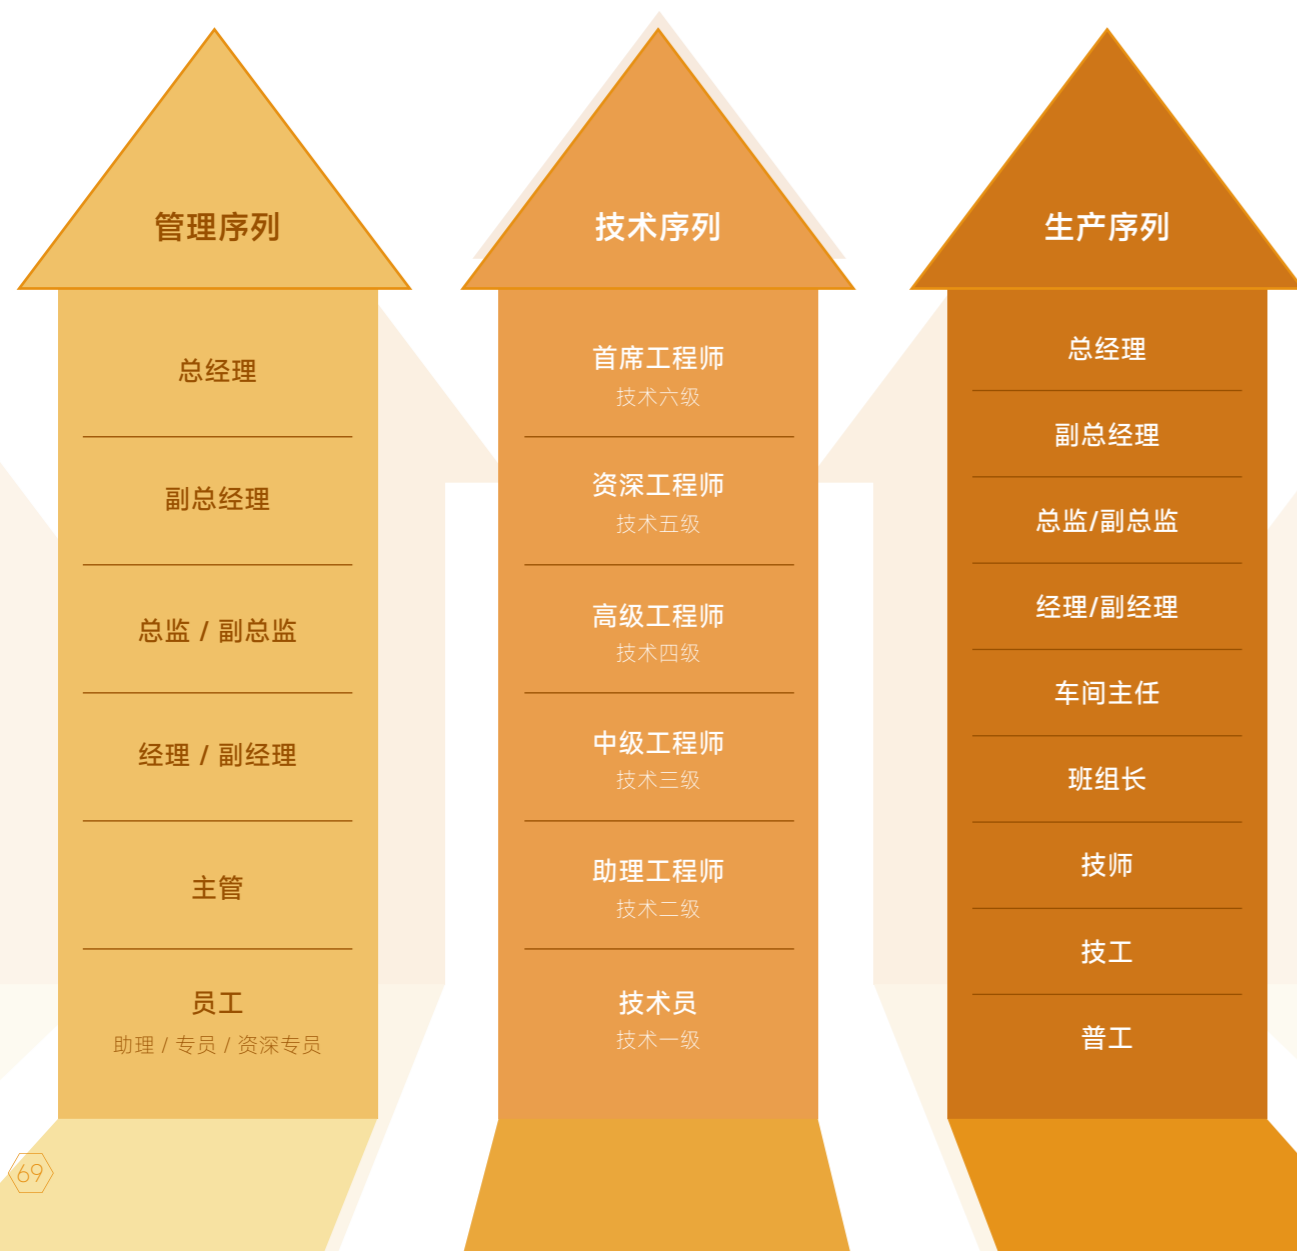 管理序列
总经理
副总经理
总监 / 副总监
经理 / 副经理
主管
员工
助理 / 专员 / 资深专员
技术序列
首席工程师
技术六级
资深工程师
技术五级
高级工程师
技术四级
中级工程师
技术三级
助理工程师
技术二级
技术员
技术一级
生产序列
总经理
副总经理
总监/副总监
经理/副经理
车间主任
班组长
技师
技工
普工
69